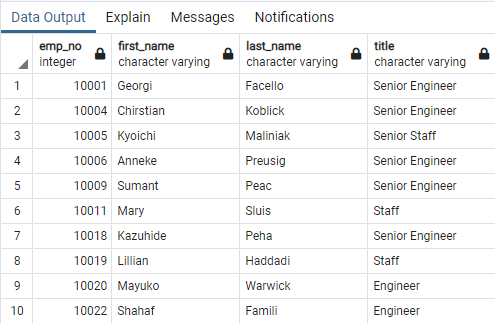 Data Output Explain Messages Notifications
emp_no first_name last_name title
integer character varying character varying character varying
1 10001 Georgi Facello Senior Engineer
2 10004 Chirstian Koblick Senior Engineer
3 10005 Kyoichi Maliniak Senior Staff
4 10006 Anneke Preusig Senior Engineer
5 10009 Sumant Peac Senior Engineer
6 10011 Mary Sluis Staff
7 10018 Kazuhide Peha Senior Engineer
8 10019 Lillian Haddadi Staff
9 10020 Mayuko Warwick Engineer
10 10022 Shahaf Famili Engineer